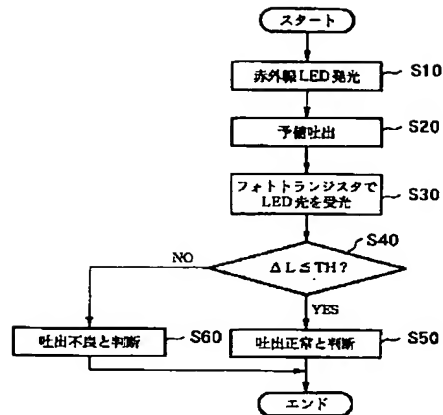 スタート
赤外線LED発光 S10
予備吐出 S20
フォトトランジスタで
LED光を受光 S30
S40
ΔL≦TH?
NO
YES
吐出不良と判断 S60
吐出正常と判断 S50
エンド